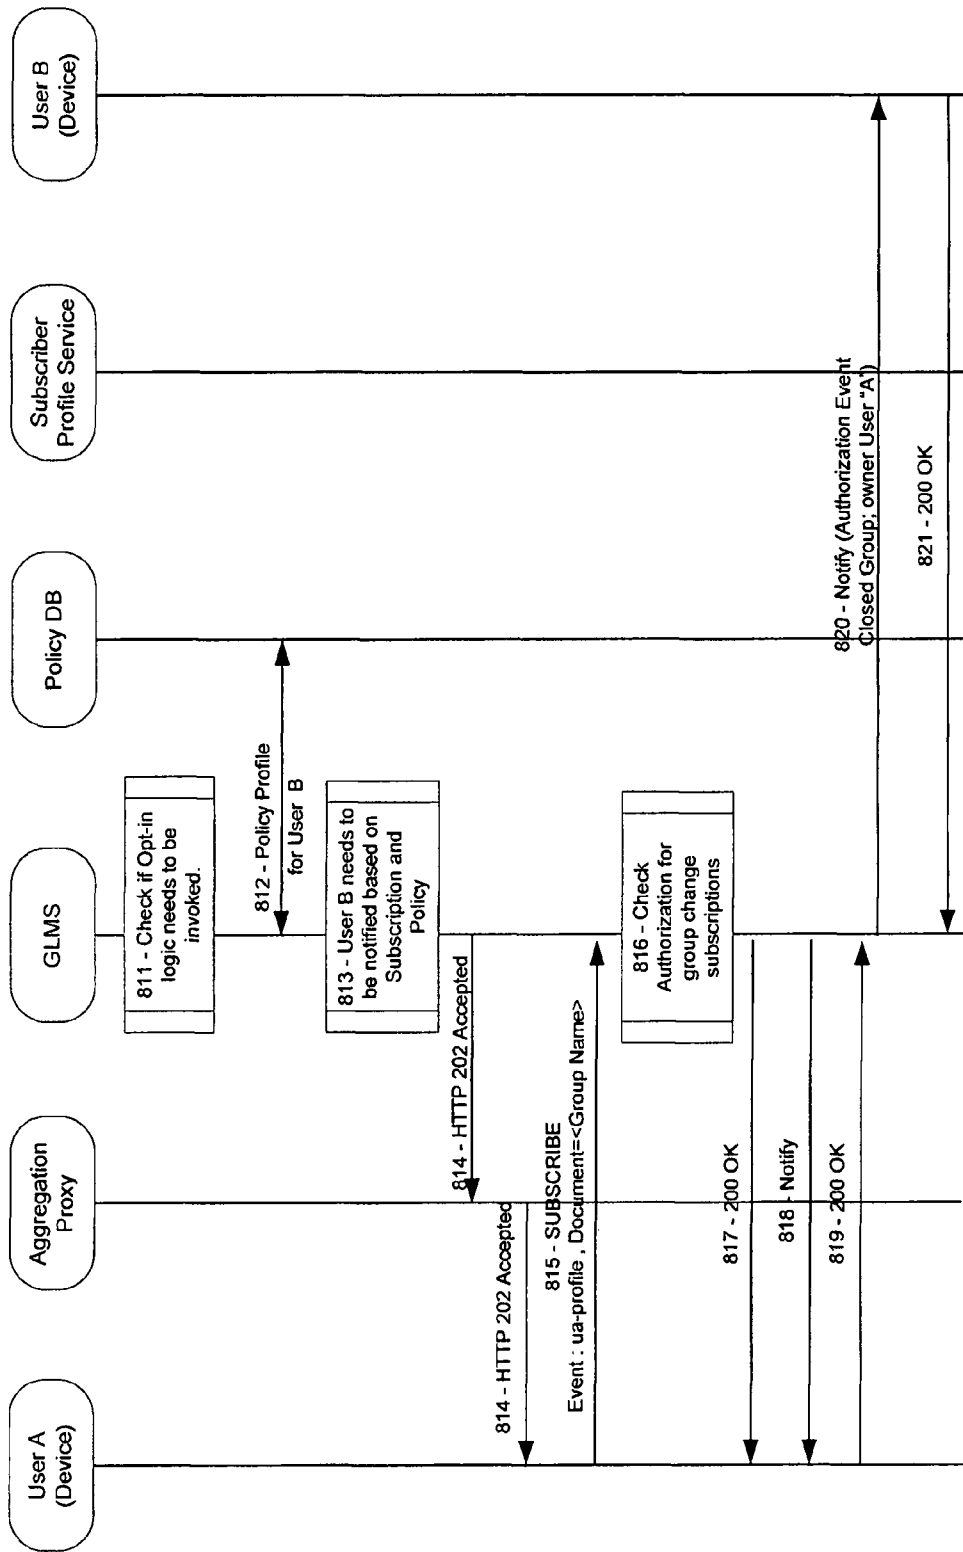 User A
(Device)
Aggregation
Proxy
GLMS
Policy DB
Subscriber
Profile Service
User B
(Device)
811 - Check if Opt-in
logic needs to be
invoked.
812 - Policy Profile
for User B
813 - User B needs to
be notified based on
Subscription and
Policy
814 - HTTP 202 Accepted
814 - HTTP 202 Accepted
815 - SUBSCRIBE
Event : ua-profile , Document=<Group Name>
816 - Check
Authorization for
group change
subscriptions
817 - 200 OK
818 - Notify
819 - 200 OK
820 - Notify (Authorization Event
Closed Group; owner User "A")
821 - 200 OK